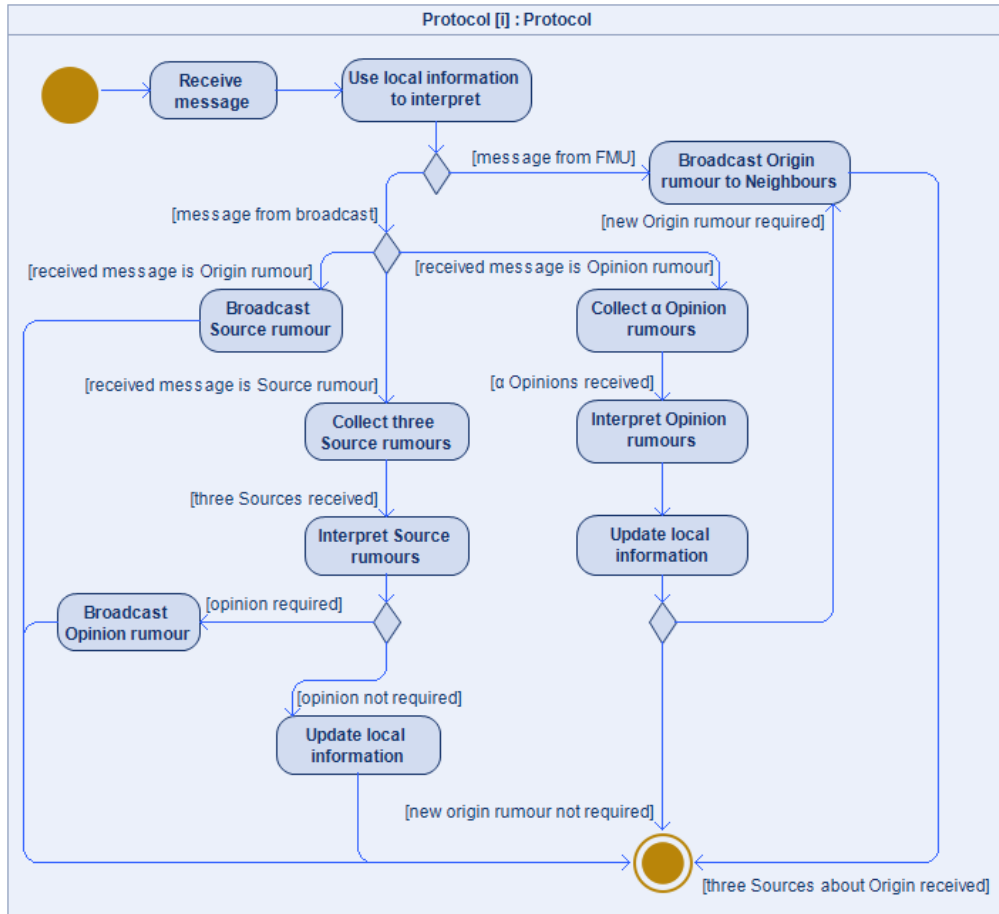 Protocol [i] : Protocol
Receive
message
Use local information
to interpret
[message from FMU]
Broadcast Origin
rumour to Neighbours
[message from broadcast]
[new Origin rumour required]
[received message is Origin rumour]
[received message is Opinion rumour]
Broadcast
Source rumour
Collect α Opinion
rumours
[received message is Source rumour]
[α Opinions received]
Collect three
Source rumours
Interpret Opinion
rumours
[three Sources received]
Interpret Source
rumours
Update local
information
[opinion required]
Broadcast
Opinion rumour
[opinion not required]
Update local
information
[new origin rumour not required]
[three Sources about Origin received]